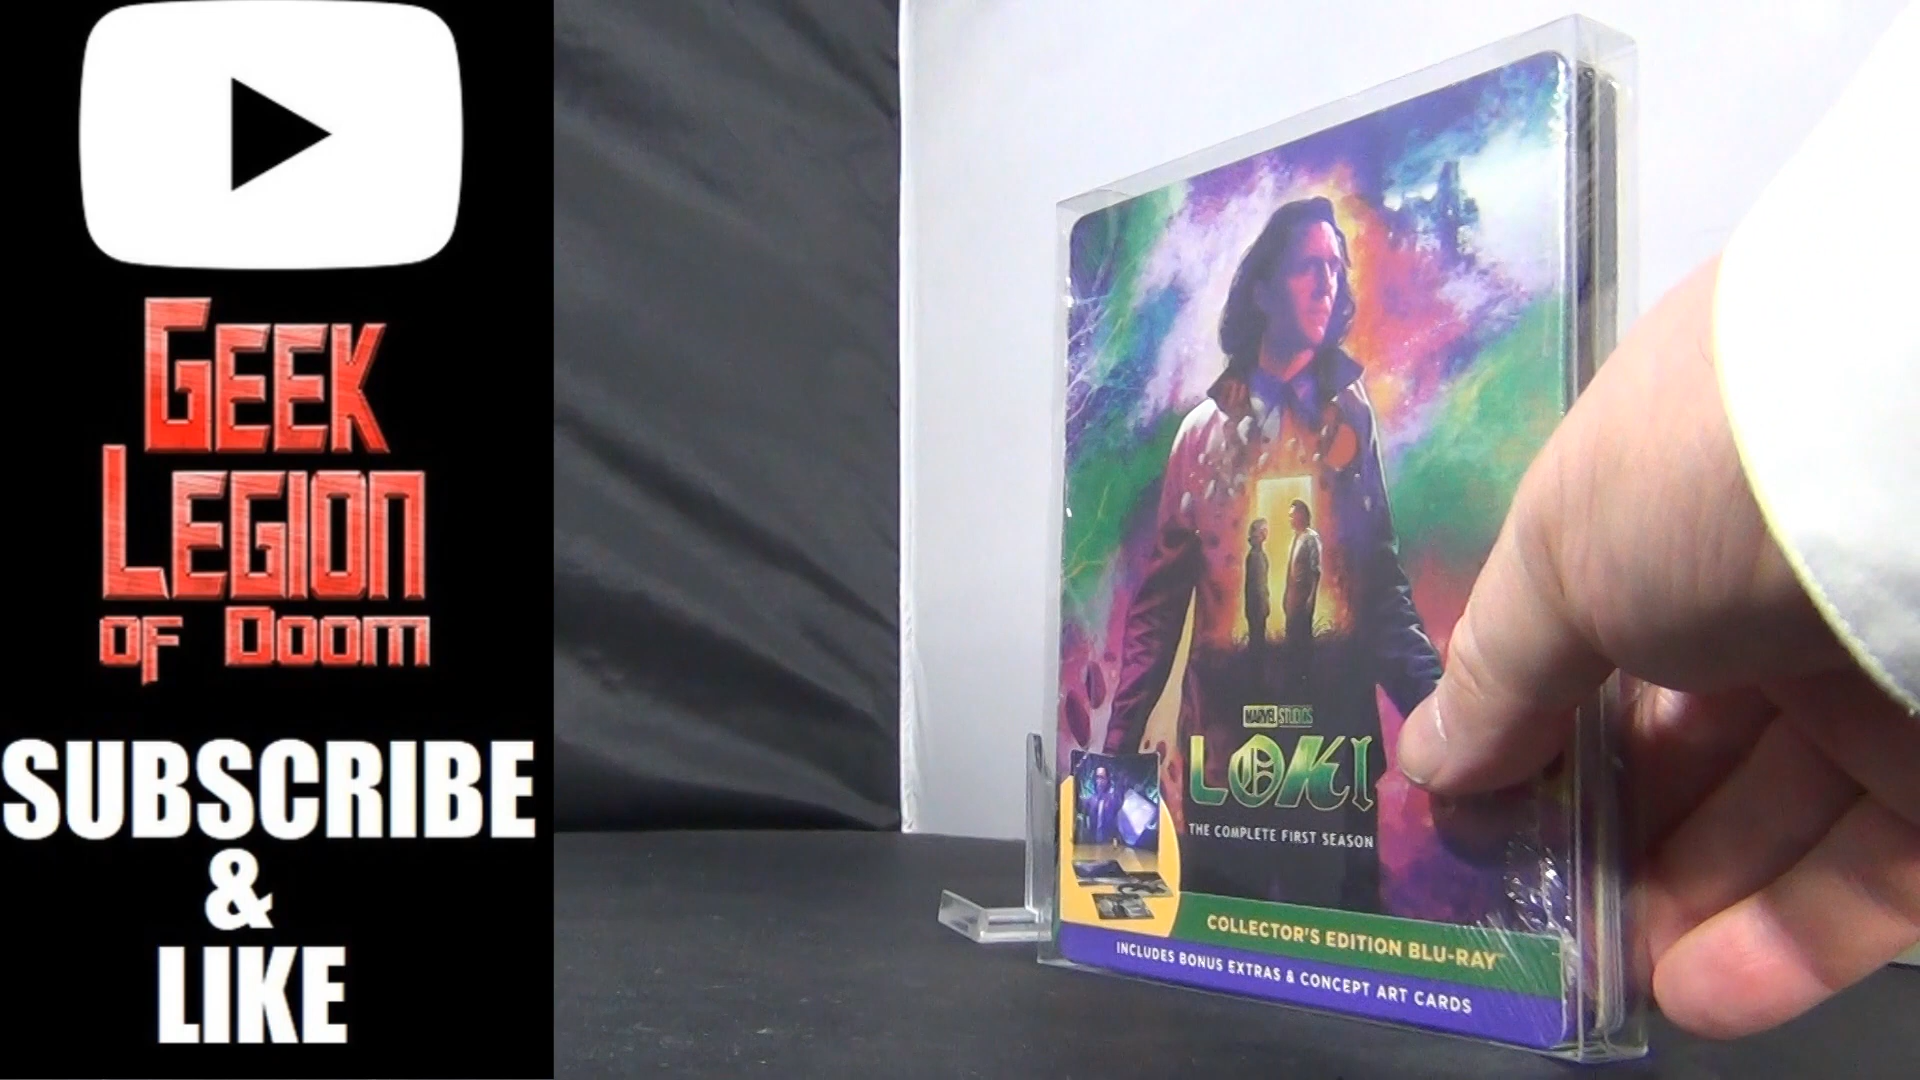 GEEK
LEGION
OF DOOM
SUBSCRIBE
&
LIKE
MARVEL STUDIOS
LOKI
THE COMPLETE FIRST SEASON
COLLECTOR'S EDITION BLU-RAY™
INCLUDES BONUS EXTRAS & CONCEPT ART CARDS